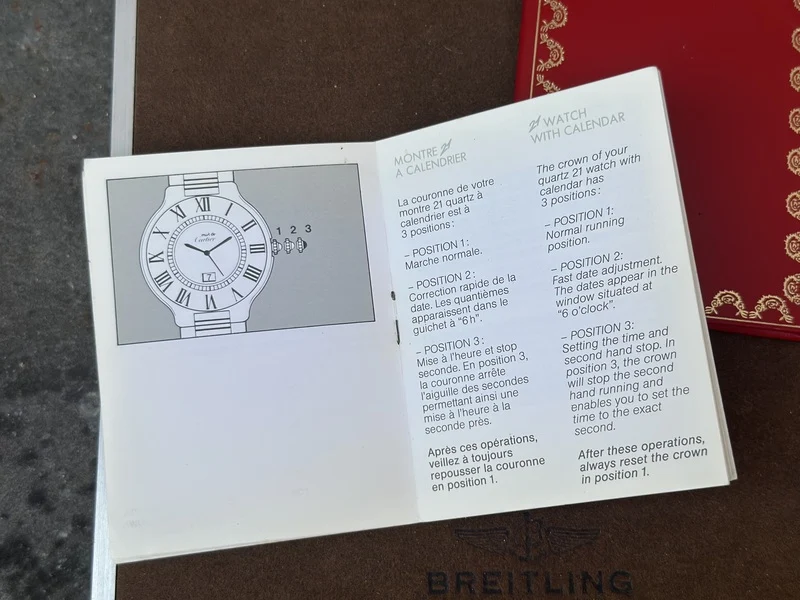 1 2 3
XII
must de
Cartier
7
MONTRE 21
A CALENDRIER
La couronne de votre
montre 21 quartz à
calendrier est à
3 positions:
– POSITION 1:
Marche normale.
– POSITION 2:
Correction rapide de la
date. Les quantièmes
apparaissent dans le
guichet à "6 h".
– POSITION 3:
Mise à l'heure et stop
seconde. En position 3,
la couronne arrête
l'aiguille des secondes
permettant ainsi une
mise à l'heure à la
seconde près.
Après ces opérations,
veillez à toujours
repousser la couronne
en position 1.
21 WATCH
WITH CALENDAR
The crown of your
quartz 21 watch with
calendar has
3 positions:
– POSITION 1:
Normal running
position.
– POSITION 2:
Fast date adjustment.
The dates appear in the
window situated at
"6 o'clock".
– POSITION 3:
Setting the time and
second hand stop. In
position 3, the crown
will stop the second
hand running and
enables you to set the
time to the exact
second.
After these operations,
always reset the crown
in position 1.
BREITLING